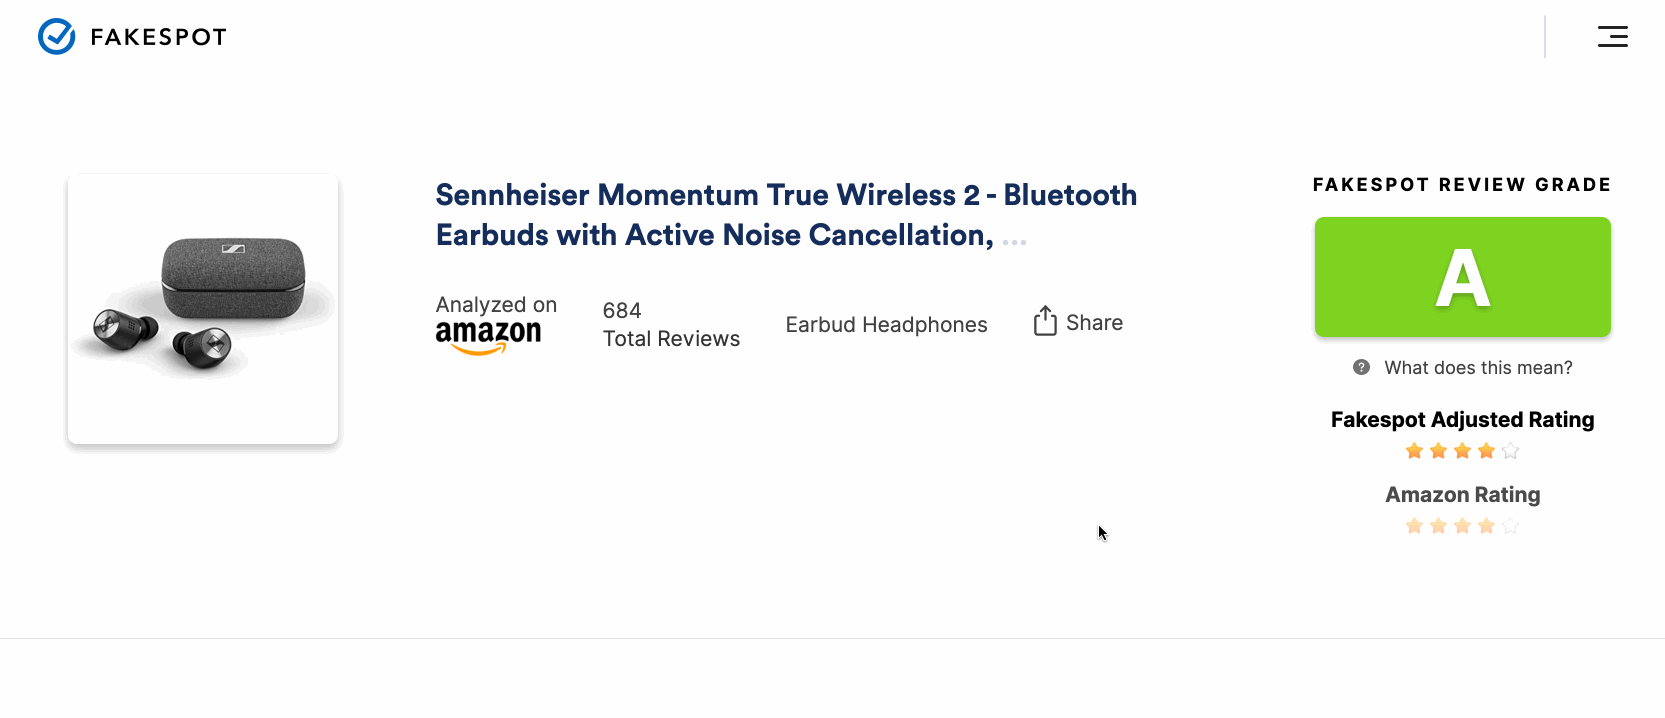 FAKESPOT
Sennheiser Momentum True Wireless 2 - Bluetooth
Earbuds with Active Noise Cancellation, ...
Analyzed on
amazon
684
Total Reviews
Earbud Headphones
Share
FAKESPOT REVIEW GRADE
A
? What does this mean?
Fakespot Adjusted Rating
Amazon Rating